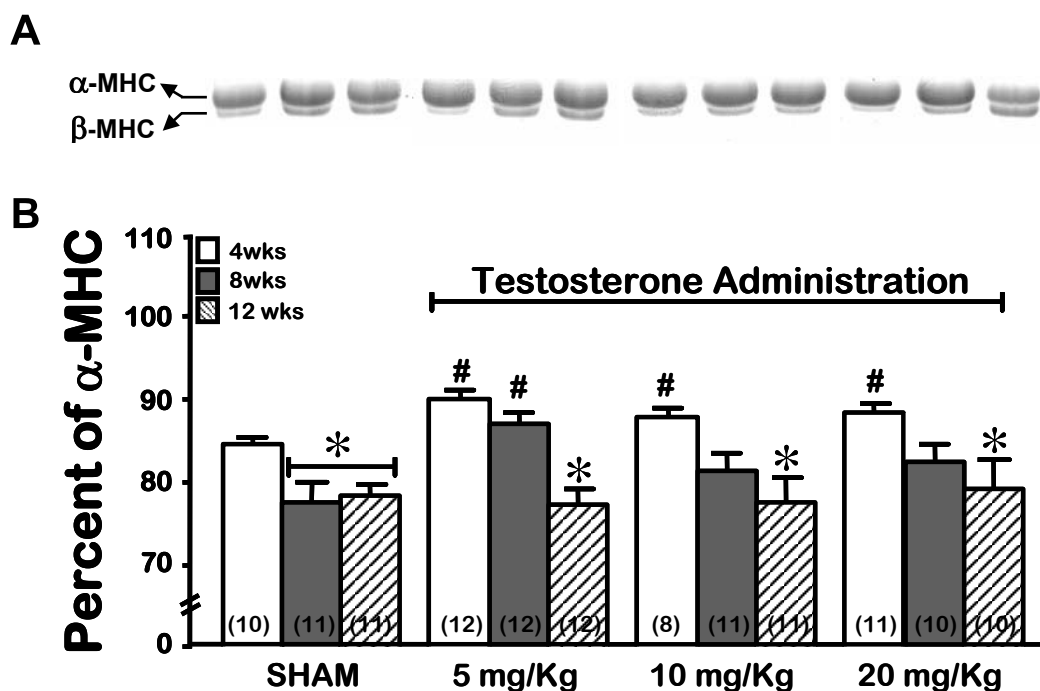 A
α-MHC
β-MHC
B
Percent of α-MHC
110
100
90
80
70
0
4wks
8wks
12 wks
Testosterone Administration
* # # * # * # *
(10) (11) (11) (12) (12) (12) (8) (11) (11) (11) (10) (10)
SHAM 5 mg/Kg 10 mg/Kg 20 mg/Kg